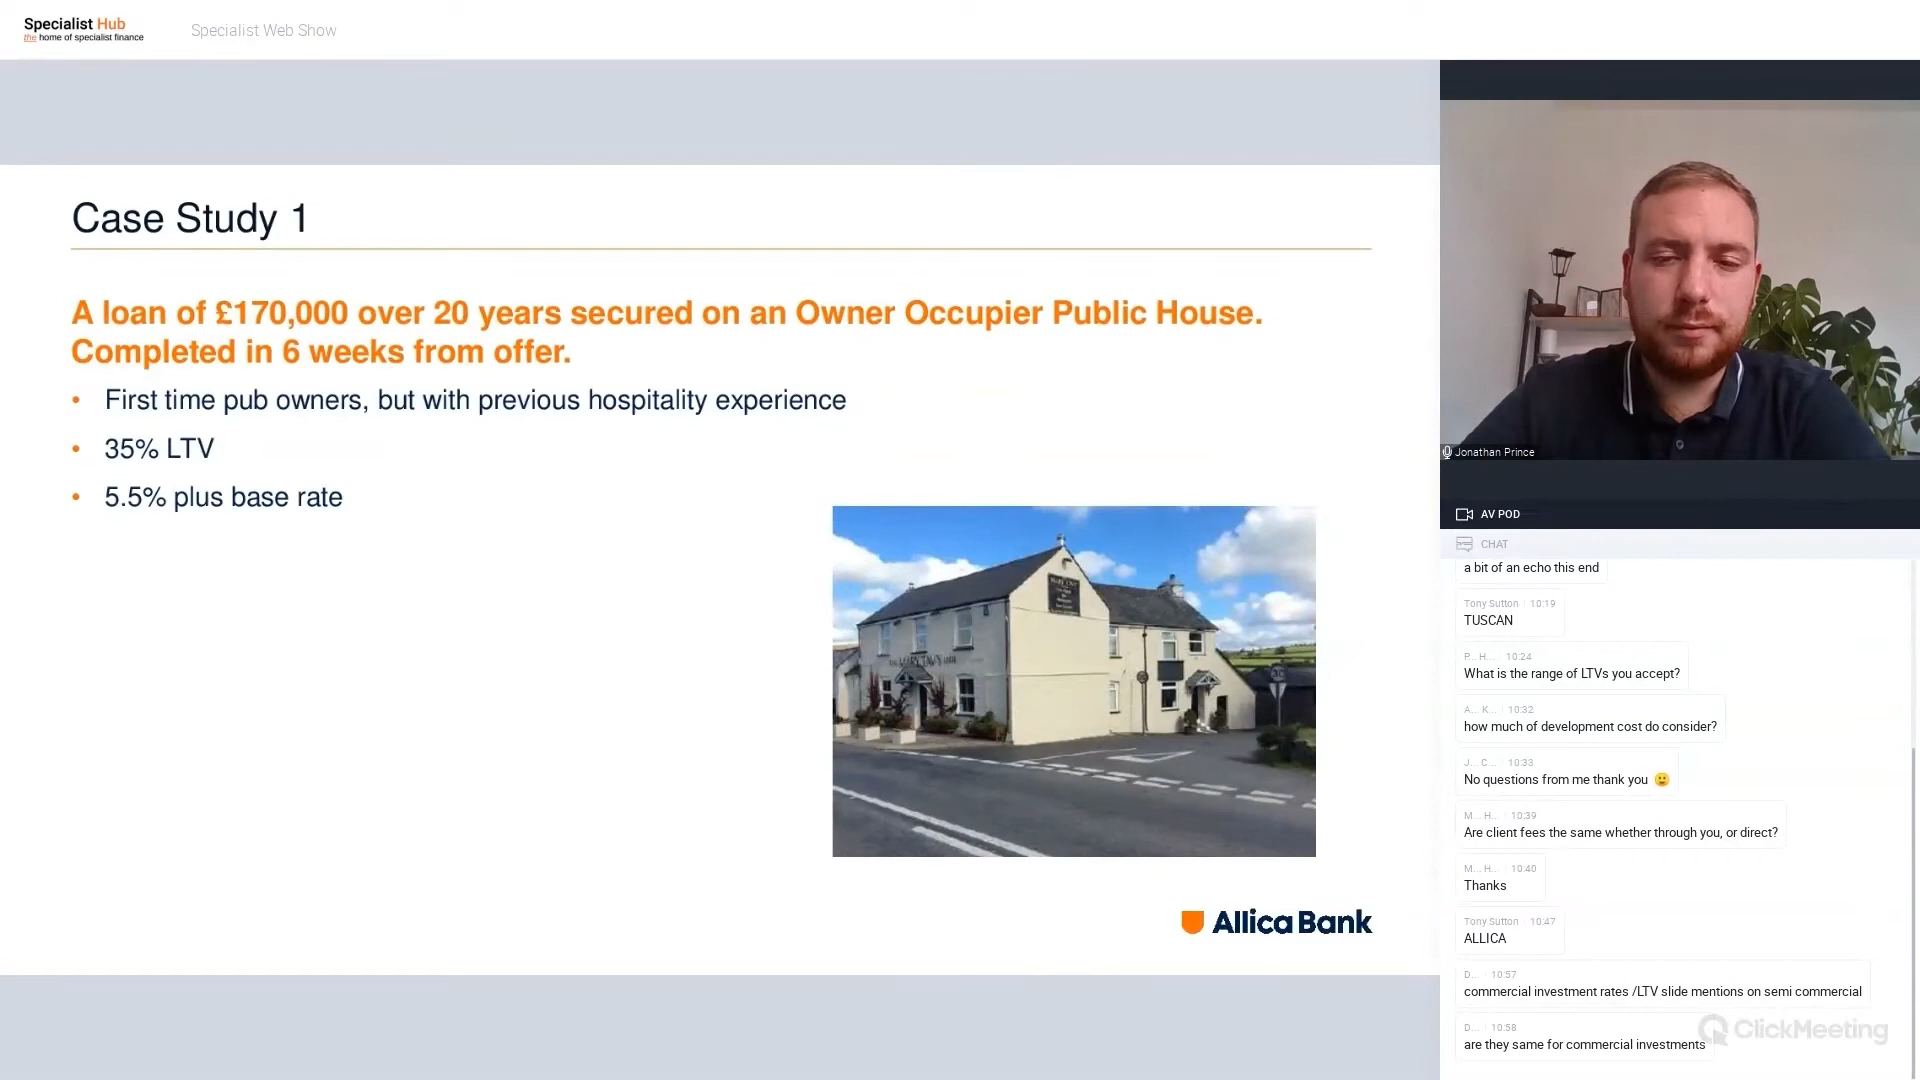 Specialist Hub
the home of specialist finance
Specialist Web Show
Case Study 1
A loan of £170,000 over 20 years secured on an Owner Occupier Public House.
Completed in 6 weeks from offer.
• First time pub owners, but with previous hospitality experience
• 35% LTV
• 5.5% plus base rate
Allica Bank
Jonathan Prince
AV POD
CHAT
a bit of an echo this end
Tony Sutton 10:19
TUSCAN
P... H... 10:24
What is the range of LTVs you accept?
A... K... 10:32
how much of development cost do consider?
J... C... 10:33
No questions from me thank you 😀
M... H... 10:39
Are client fees the same whether through you, or direct?
M... H... 10:40
Thanks
Tony Sutton 10:47
ALLICA
D... 10:57
commercial investment rates /LTV slide mentions on semi commercial
D... 10:58
are they same for commercial investments
ClickMeeting